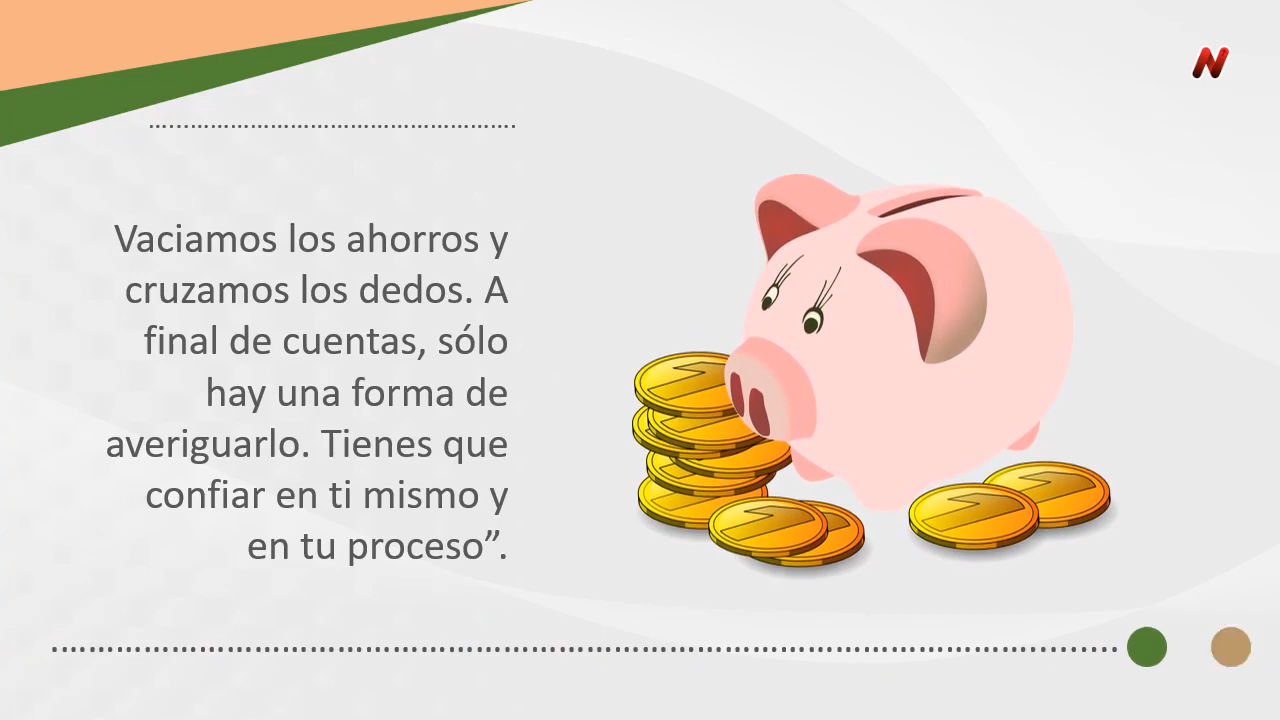 N
Vaciamos los ahorros y
cruzamos los dedos. A
final de cuentas, sólo
hay una forma de
averiguarlo. Tienes que
confiar en ti mismo y
en tu proceso”.